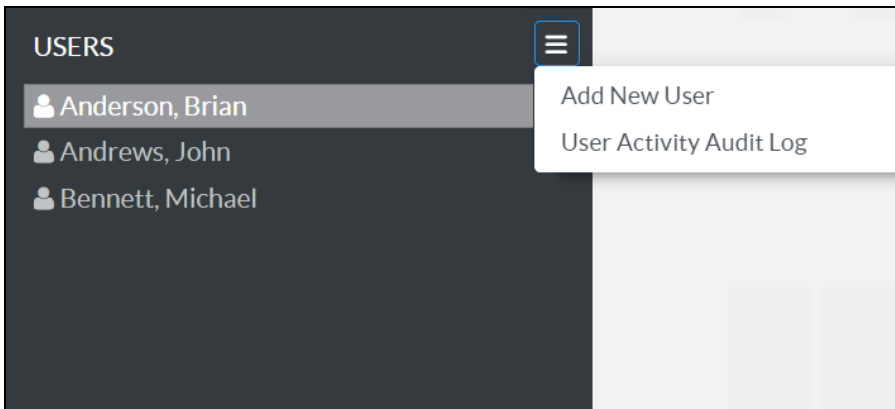 USERS
Anderson, Brian
Andrews, John
Bennett, Michael
Add New User
User Activity Audit Log